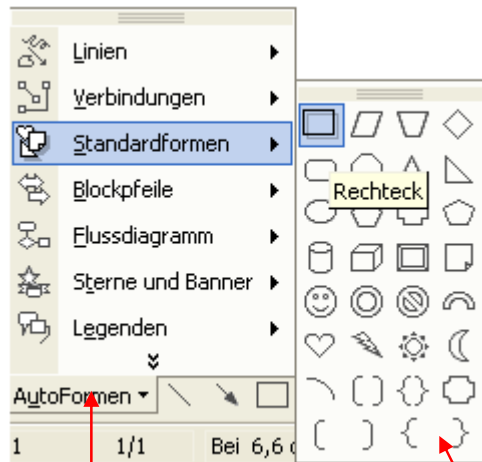 Linien
Verbindungen
Standardformen
Rechteck
Blockpfeile
Flussdiagramm
Sterne und Banner
Legenden
AutoFormen
1 1/1 Bei 6,6